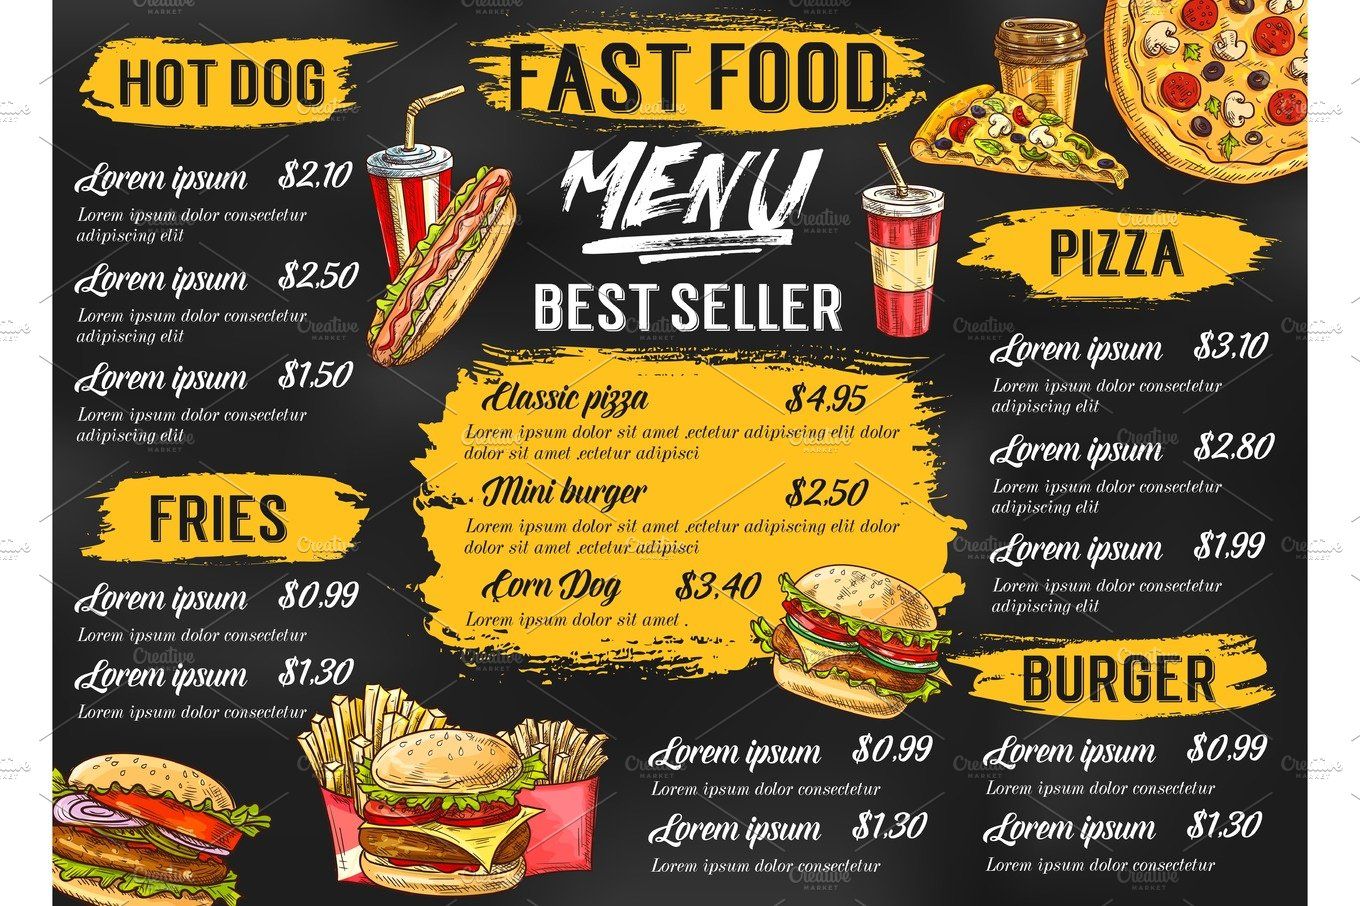 HOT DOG
Lorem ipsum $2,10
Lorem ipsum dolor consectetur
adipiscing elit
Lorem ipsum $2,50
Lorem ipsum dolor consectetur
adipiscing elit
Lorem ipsum $1,50
Lorem ipsum dolor consectetur
adipiscing elit
FRIES
Lorem ipsum $0,99
Lorem ipsum dolor consectetur
Lorem ipsum $1,30
Lorem ipsum dolor consectetur
FAST FOOD
MENU
BEST SELLER
Classic pizza $4,95
Lorem ipsum dolor sit amet .ectetur adipiscing elit dolor
dolor sit amet .ectetur adipisci
Mini burger $2,50
Lorem ipsum dolor sit amet .ectetur adipiscing elit dolor
dolor sit amet .ectetur adipisci
Corn Dog $3,40
Lorem ipsum dolor sit amet .
PIZZA
Lorem ipsum $3,10
Lorem ipsum dolor consectetur
adipiscing elit
Lorem ipsum $2,80
Lorem ipsum dolor consectetur
adipiscing elit
Lorem ipsum $1,99
Lorem ipsum dolor consectetur
adipiscing elit
BURGER
Lorem ipsum $0,99
Lorem ipsum dolor consectetur
Lorem ipsum $1,30
Lorem ipsum dolor consectetur
Lorem ipsum $0,99
Lorem ipsum dolor consectetur
Lorem ipsum $1,30
Lorem ipsum dolor consectetur
Creative
MARKET